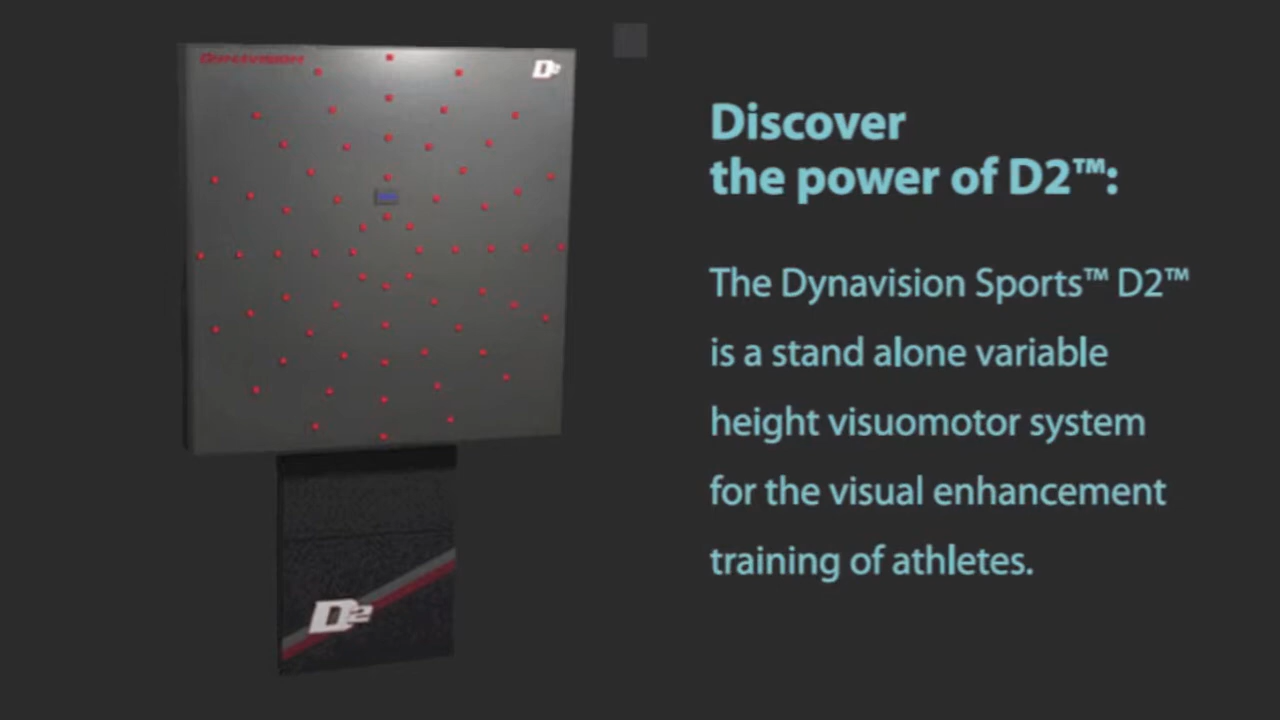 Dynavision
D2
Discover
the power of D2™:
The Dynavision Sports™ D2™
is a stand alone variable
height visuomotor system
for the visual enhancement
training of athletes.
D2